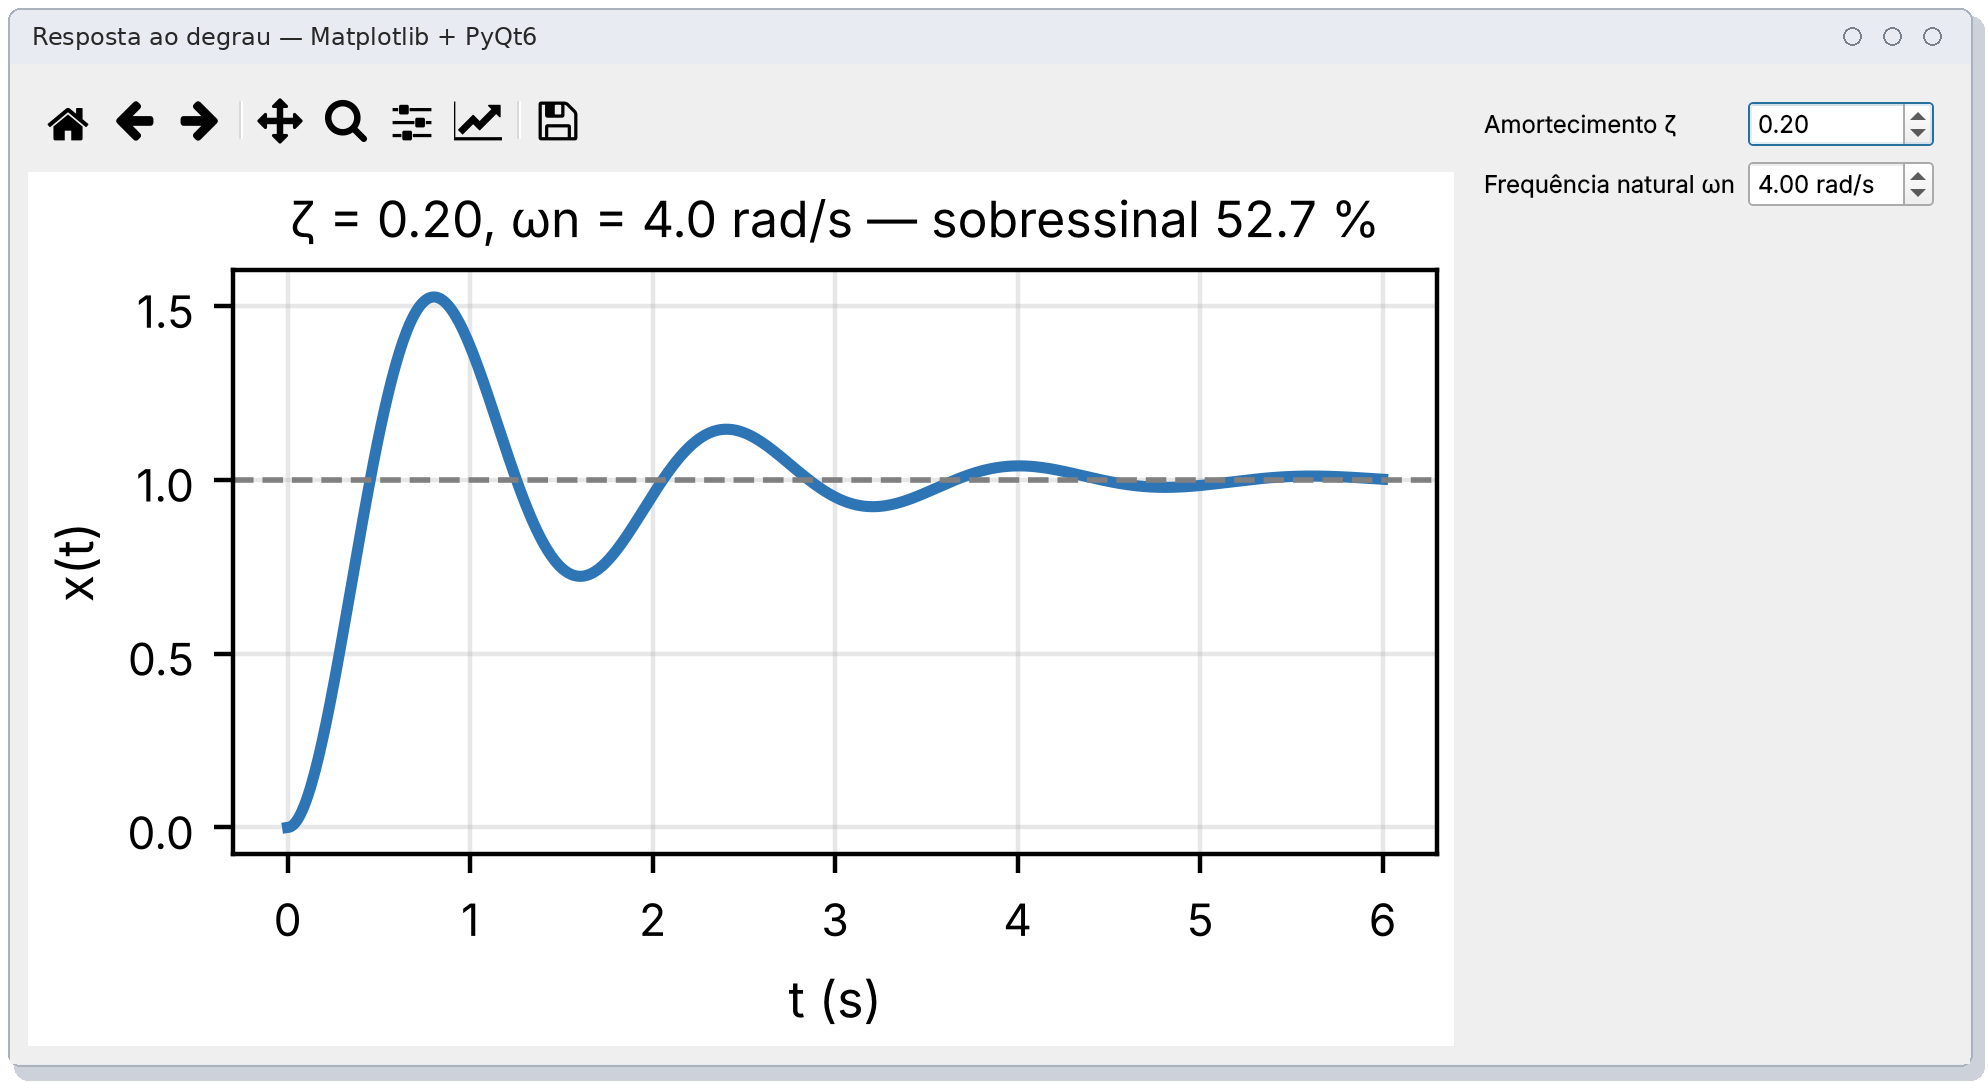 Resposta ao degrau — Matplotlib + PyQt6
Amortecimento ζ 0.20
Frequência natural ωn 4.00 rad/s
ζ = 0.20, ωn = 4.0 rad/s — sobressinal 52.7 %
1.5
1.0
0.5
0.0
x(t)
0 1 2 3 4 5 6
t (s)